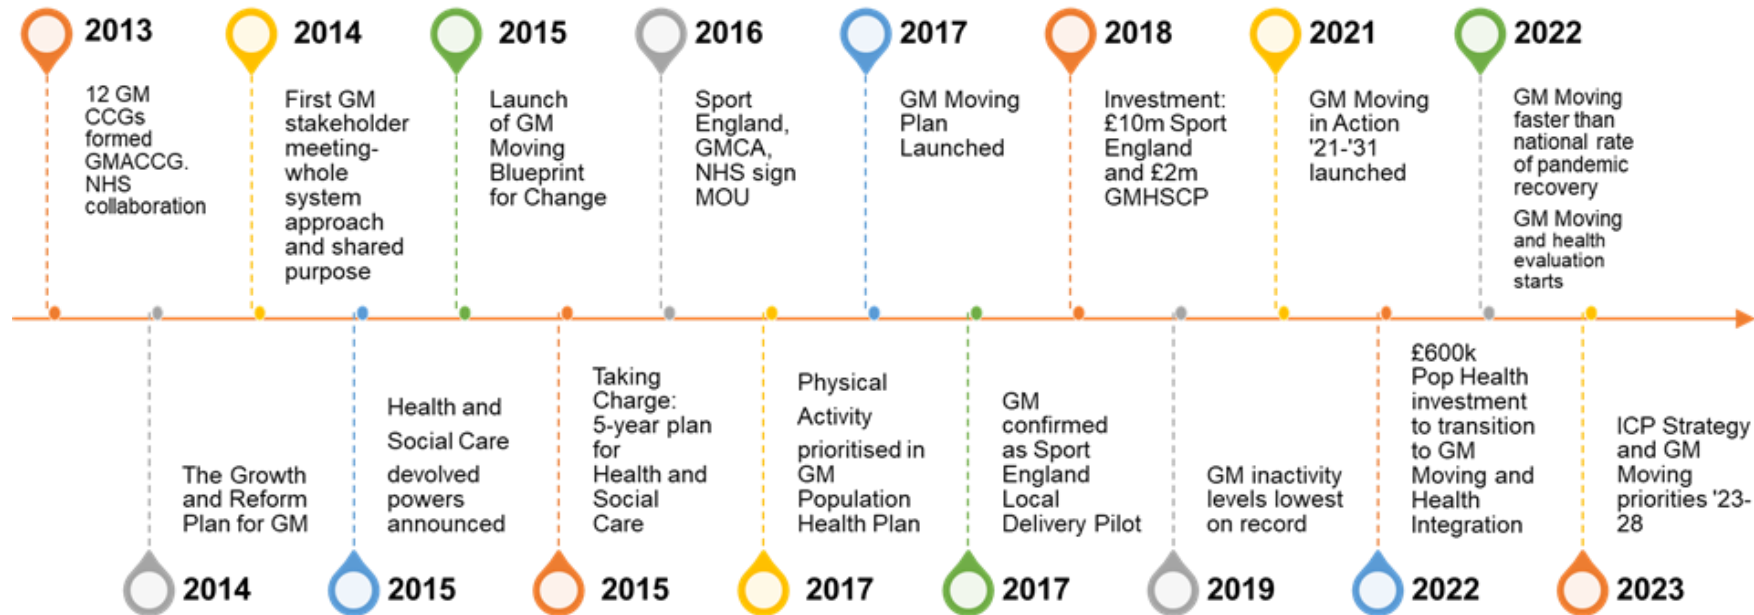 2013
12 GM
CCGs
formed
GMACCG.
NHS
collaboration
2014
First GM
stakeholder
meeting-
whole
system
approach
and shared
purpose
2015
Launch
of GM
Moving
Blueprint
for Change
2016
Sport
England,
GMCA,
NHS sign
MOU
2017
GM Moving
Plan
Launched
2018
Investment:
£10m Sport
England
and £2m
GMHSCP
2021
GM Moving
in Action
'21-'31
launched
2022
GM Moving
faster than
national rate
of pandemic
recovery
GM Moving
and health
evaluation
starts
The Growth
and Reform
Plan for GM
2014
Health and
Social Care
devolved
powers
announced
2015
Taking
Charge:
5-year plan
for
Health and
Social
Care
2015
Physical
Activity
prioritised in
GM
Population
Health Plan
2017
GM
confirmed
as Sport
England
Local
Delivery Pilot
2017
GM inactivity
levels lowest
on record
2019
£600k
Pop Health
investment
to transition
to GM
Moving and
Health
Integration
2022
ICP Strategy
and GM
Moving
priorities '23-
28
2023